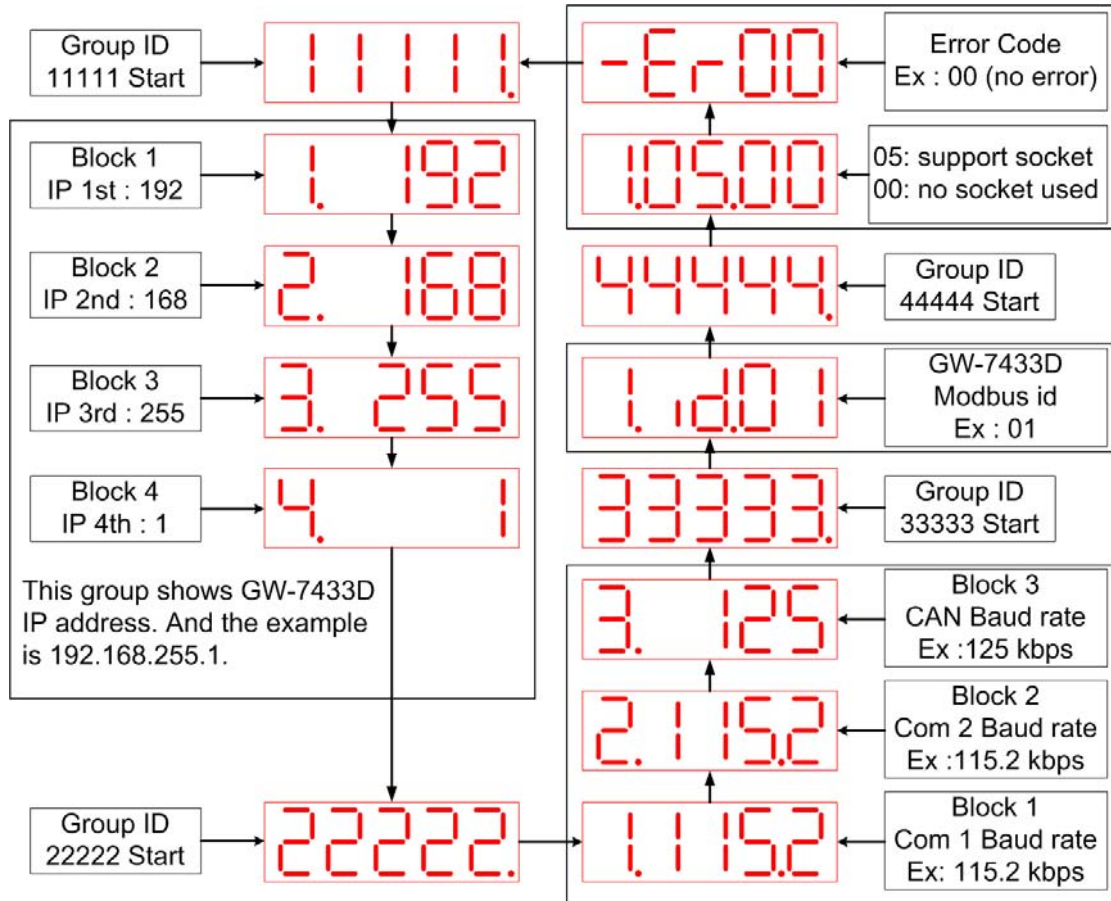 Group ID
11111 Start
11111.
-Er00
Error Code
Ex : 00 (no error)
Block 1
IP 1st : 192
1. 192
1.05.00
05: support socket
00: no socket used
Block 2
IP 2nd : 168
2. 168
44444.
Group ID
44444 Start
Block 3
IP 3rd : 255
3. 255
1. id.01
GW-7433D
Modbus id
Ex : 01
Block 4
IP 4th : 1
4. 1
33333.
Group ID
33333 Start
This group shows GW-7433D
IP address. And the example
is 192.168.255.1.
3. 125
Block 3
CAN Baud rate
Ex :125 kbps
2.115.2
Block 2
Com 2 Baud rate
Ex :115.2 kbps
Group ID
22222 Start
22222.
1.115.2
Block 1
Com 1 Baud rate
Ex: 115.2 kbps